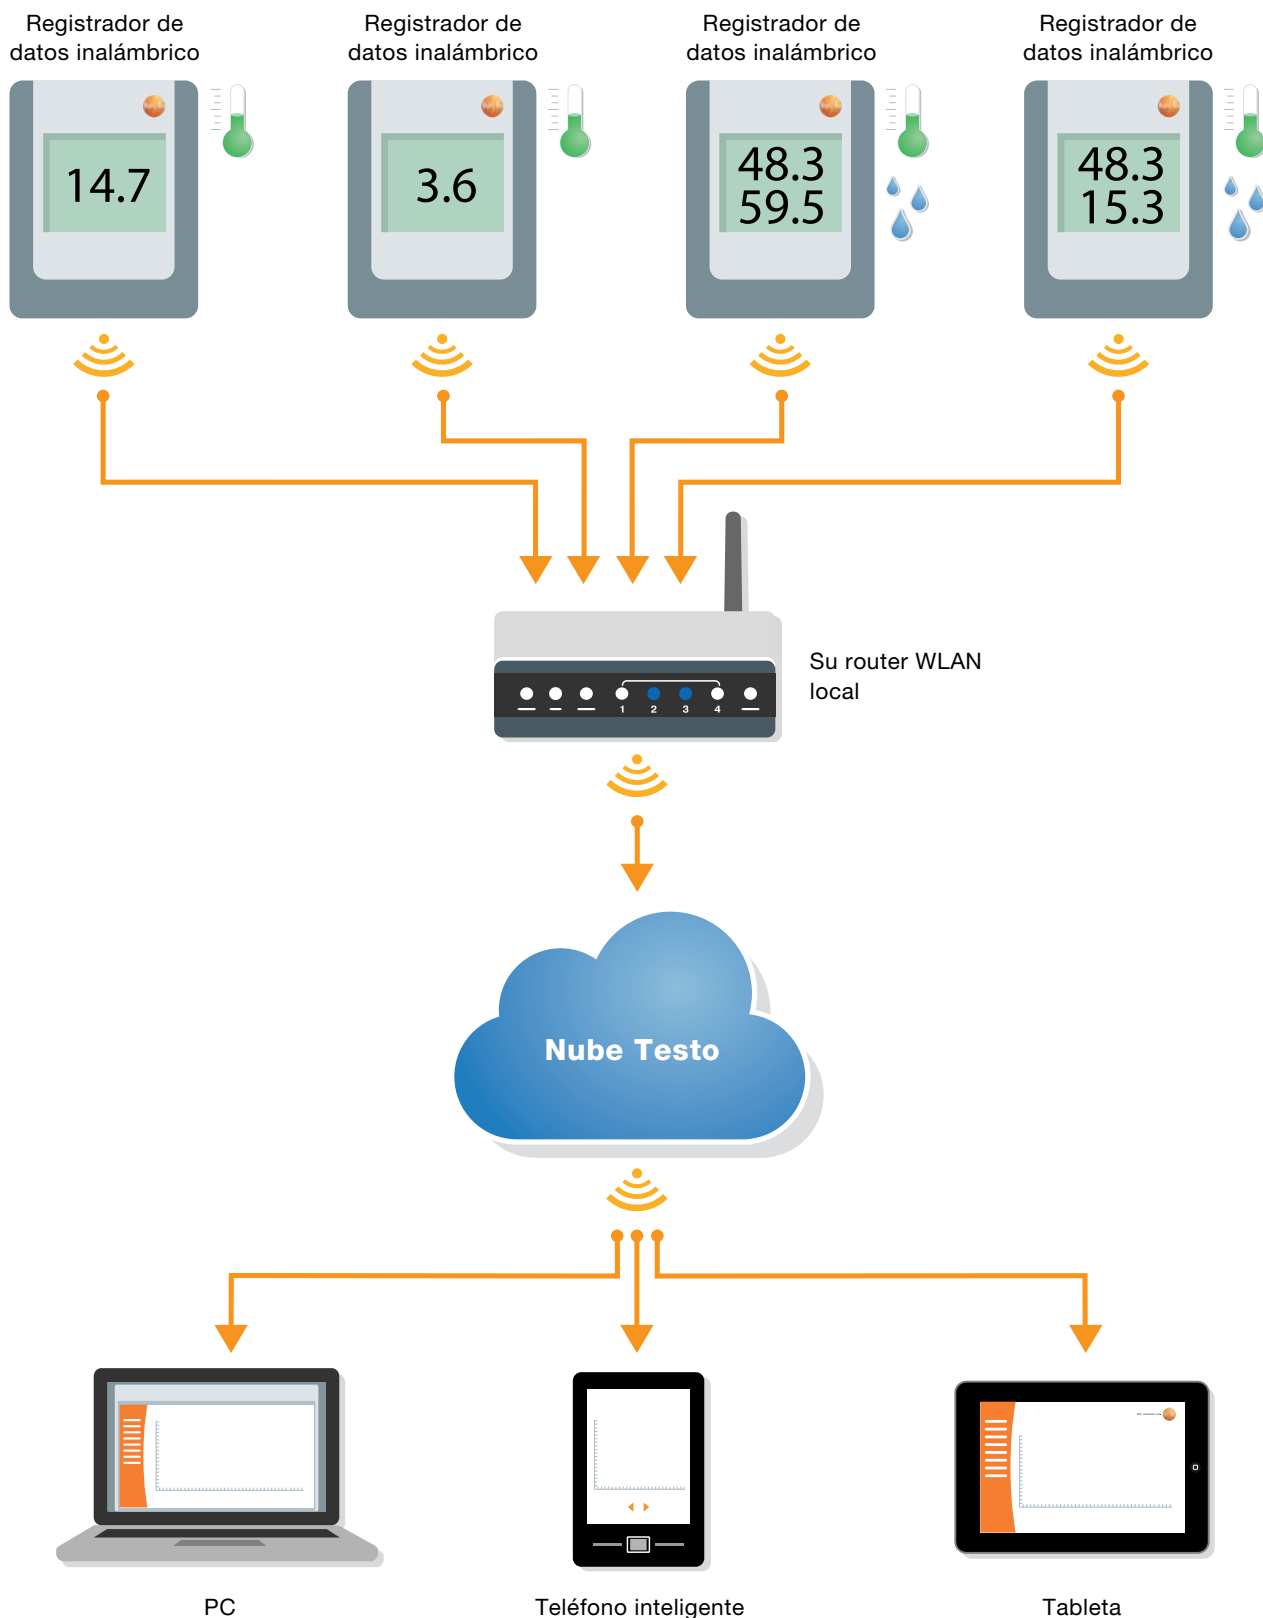 Registrador de
datos inalámbrico
Registrador de
datos inalámbrico
Registrador de
datos inalámbrico
Registrador de
datos inalámbrico
14.7
3.6
48.3
59.5
48.3
15.3
Su router WLAN
local
1 2 3 4
Nube Testo
PC
Teléfono inteligente
Tableta